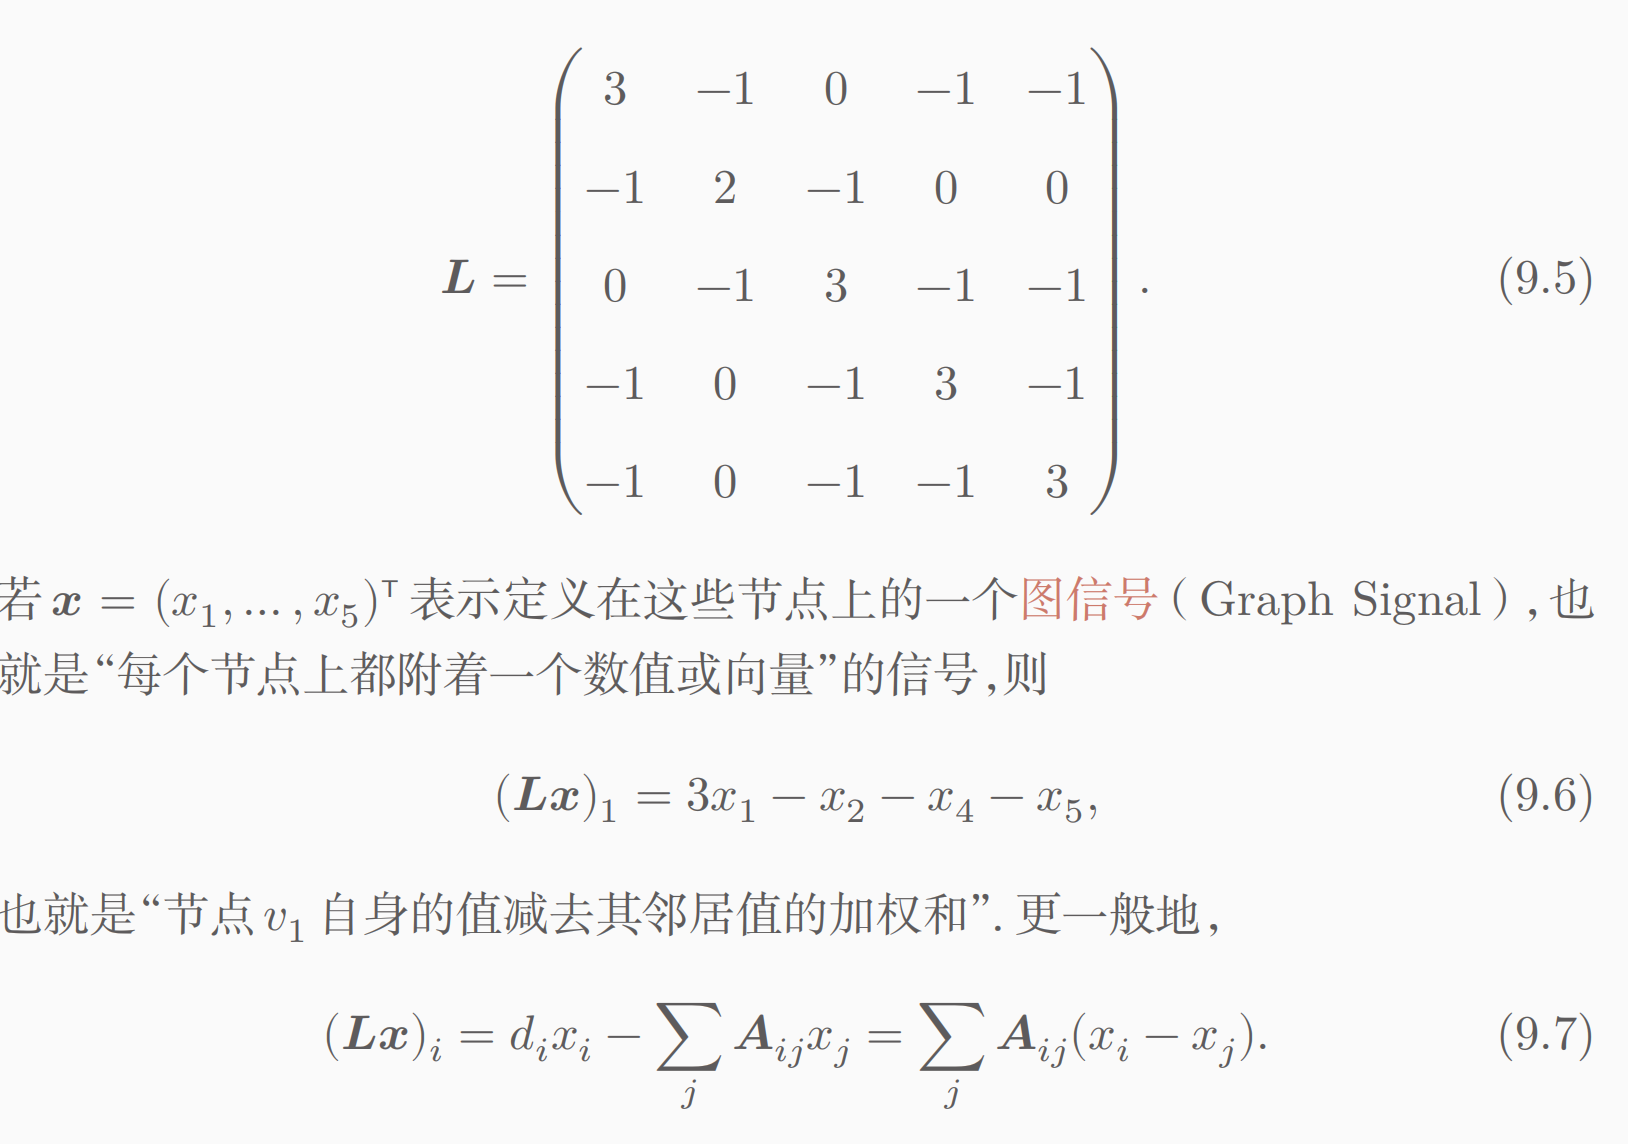 L = ( 3 −1 0 −1 −1
−1 2 −1 0 0
0 −1 3 −1 −1
−1 0 −1 3 −1
−1 0 −1 −1 3 ) . (9.5)
若 x = (x₁, … , x₅)ᵀ 表示定义在这些节点上的一个图信号（Graph Signal）,也
就是“每个节点上都附着一个数值或向量”的信号,则
(Lx)₁ = 3x₁ − x₂ − x₄ − x₅, (9.6)
也就是“节点 v₁ 自身的值减去其邻居值的加权和”. 更一般地,
(Lx)ᵢ = dᵢxᵢ − ∑ⱼ Aᵢⱼxⱼ = ∑ⱼ Aᵢⱼ(xᵢ − xⱼ). (9.7)